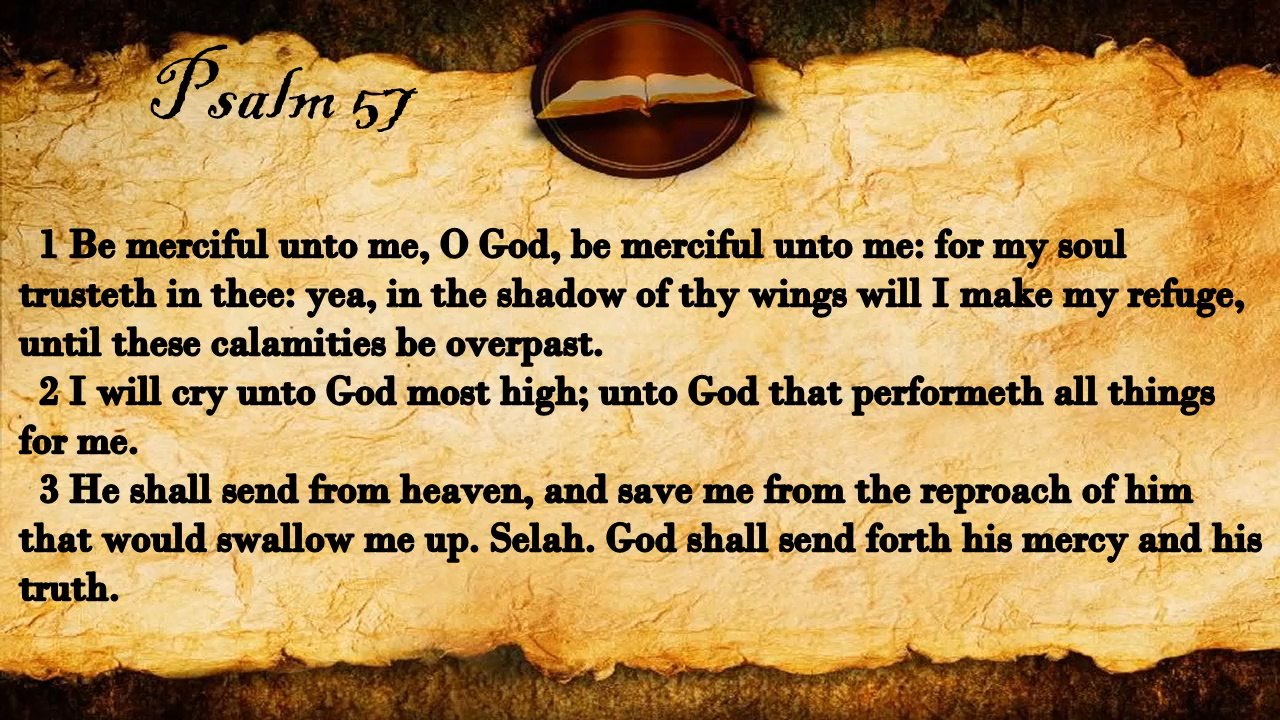 Psalm 57
1 Be merciful unto me, O God, be merciful unto me: for my soul
trusteth in thee: yea, in the shadow of thy wings will I make my refuge,
until these calamities be overpast.
2 I will cry unto God most high; unto God that performeth all things
for me.
3 He shall send from heaven, and save me from the reproach of him
that would swallow me up. Selah. God shall send forth his mercy and his
truth.